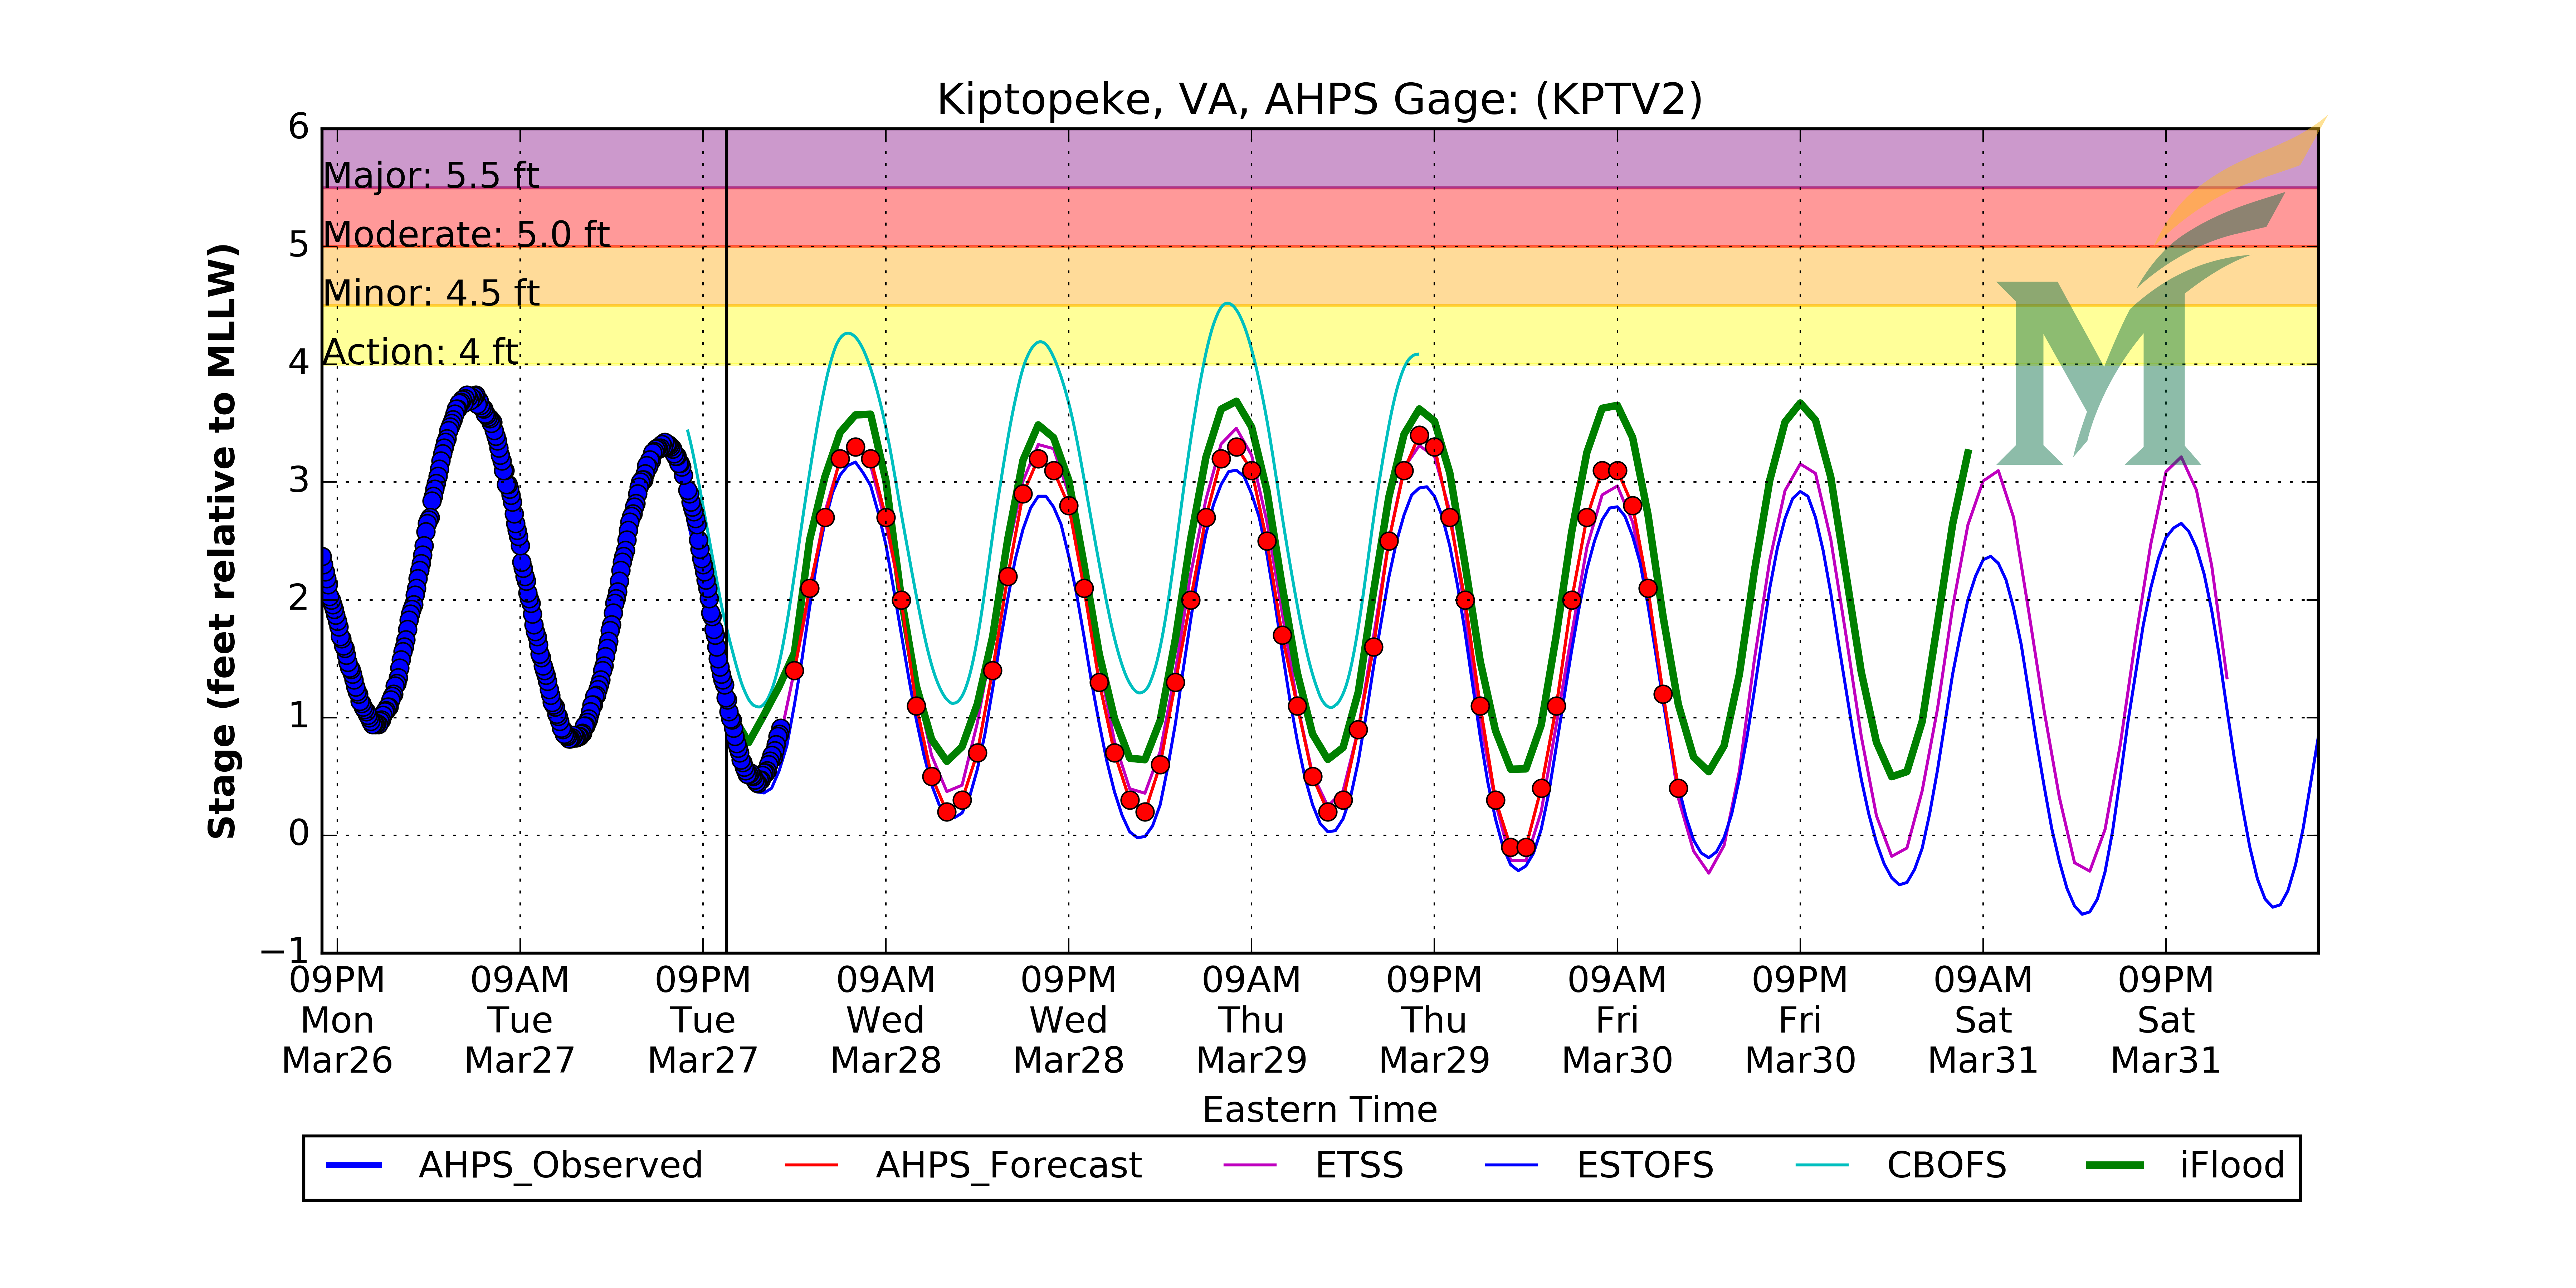 Kiptopeke, VA, AHPS Gage: (KPTV2)
Stage (feet relative to MLLW)
6
5
4
3
2
1
0
−1
Major: 5.5 ft
Moderate: 5.0 ft
Minor: 4.5 ft
Action: 4 ft
M
09PM 09AM 09PM 09AM 09PM 09AM 09PM 09AM 09PM 09AM 09PM
Mon Tue Tue Wed Wed Thu Thu Fri Fri Sat Sat
Mar26 Mar27 Mar27 Mar28 Mar28 Mar29 Mar29 Mar30 Mar30 Mar31 Mar31
Eastern Time
AHPS_Observed AHPS_Forecast ETSS ESTOFS CBOFS iFlood